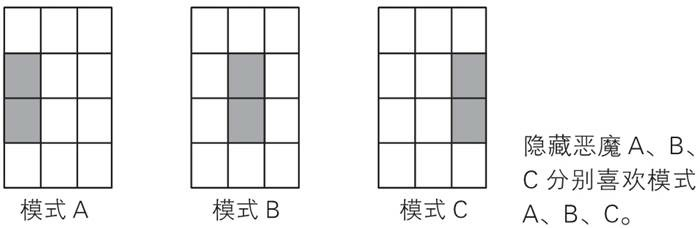 模式 A
模式 B
模式 C
隐藏恶魔 A、B、
C 分别喜欢模式
A、B、C。